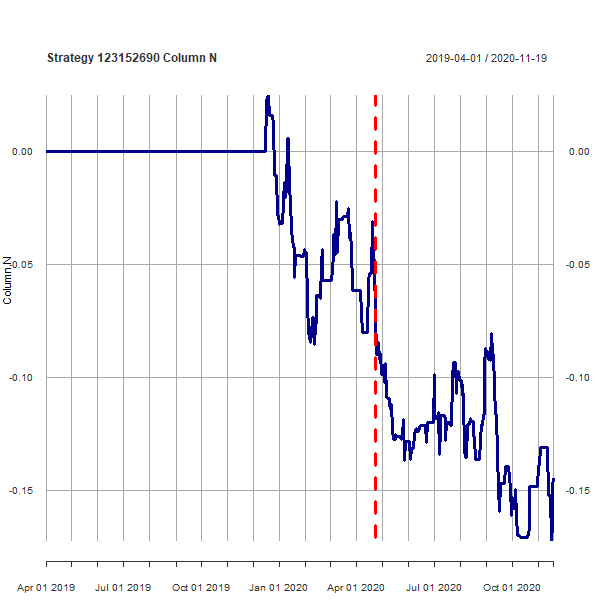 Strategy 123152690 Column N 2019-04-01 / 2020-11-19
0.00 0.00
-0.05 -0.05
Column.N
-0.10 -0.10
-0.15 -0.15
Apr 01 2019 Jul 01 2019 Oct 01 2019 Jan 01 2020 Apr 01 2020 Jul 01 2020 Oct 01 2020